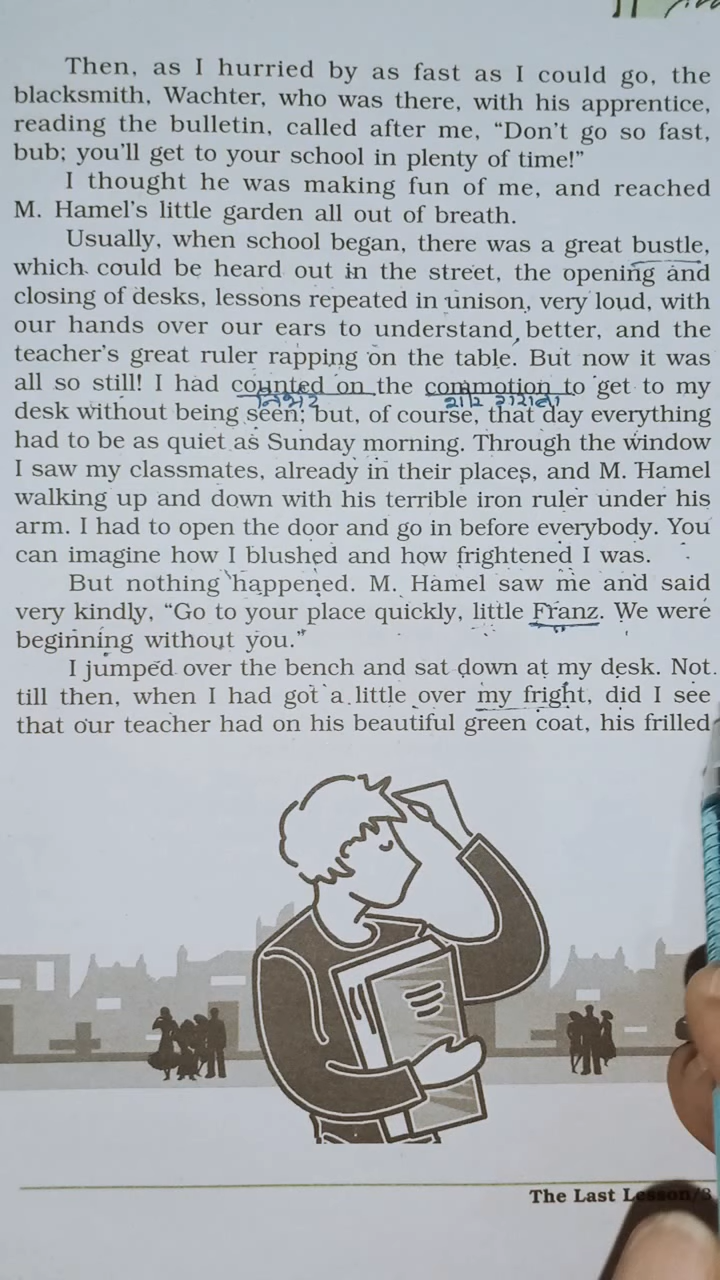 Then, as I hurried by as fast as I could go, the
blacksmith, Wachter, who was there, with his apprentice,
reading the bulletin, called after me, “Don’t go so fast,
bub; you’ll get to your school in plenty of time!”
I thought he was making fun of me, and reached
M. Hamel’s little garden all out of breath.
Usually, when school began, there was a great bustle,
which could be heard out in the street, the opening and
closing of desks, lessons repeated in unison, very loud, with
our hands over our ears to understand better, and the
teacher’s great ruler rapping on the table. But now it was
all so still! I had counted on the commotion to get to my
desk without being seen; but, of course, that day everything
had to be as quiet as Sunday morning. Through the window
I saw my classmates, already in their places, and M. Hamel
walking up and down with his terrible iron ruler under his
arm. I had to open the door and go in before everybody. You
can imagine how I blushed and how frightened I was.
But nothing happened. M. Hamel saw me and said
very kindly, “Go to your place quickly, little Franz. We were
beginning without you.”
I jumped over the bench and sat down at my desk. Not
till then, when I had got a little over my fright, did I see
that our teacher had on his beautiful green coat, his frilled
The Last Lesson/3